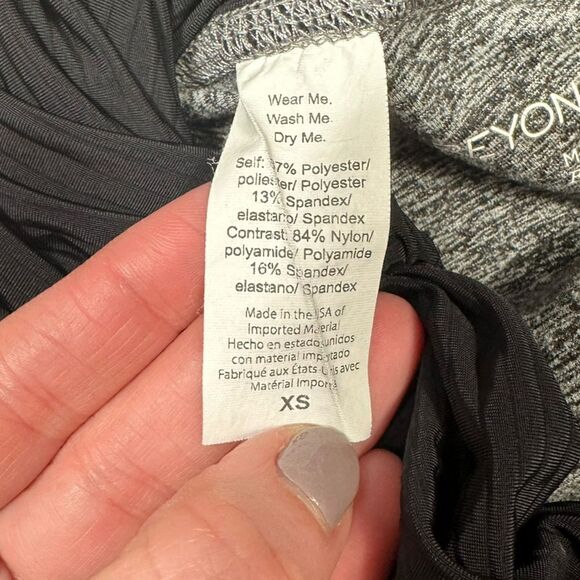 Wear Me.
Wash Me.
Dry Me.
Self: 87% Polyester/
poliester/ Polyester
13% Spandex/
elastano/ Spandex
Contrast: 84% Nylon/
polyamide/ Polyamide
16% Spandex/
elastano/ Spandex
Made in the USA of
Imported Material
Hecho en estados unidos
con material importado
Fabriqué aux États-Unis avec
Matérial Importé
XS
EYON